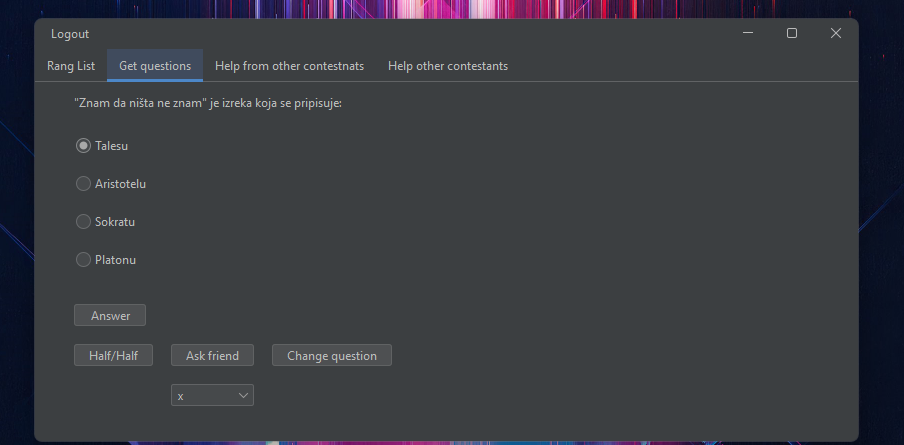 Logout
Rang List Get questions Help from other contestnats Help other contestants
"Znam da ništa ne znam" je izreka koja se pripisuje:
Talesu
Aristotelu
Sokratu
Platonu
Answer
Half/Half Ask friend Change question
x